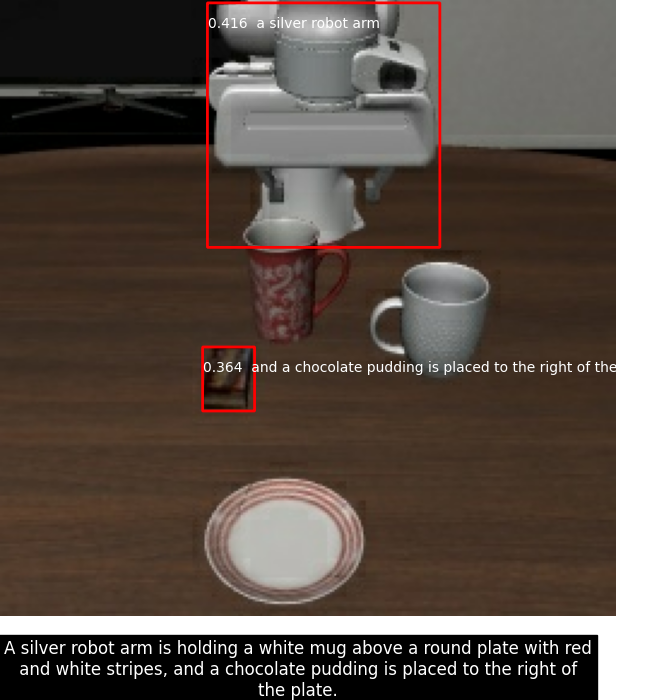 0.416 a silver robot arm
0.364 and a chocolate pudding is placed to the right of the
A silver robot arm is holding a white mug above a round plate with red
and white stripes, and a chocolate pudding is placed to the right of
the plate.